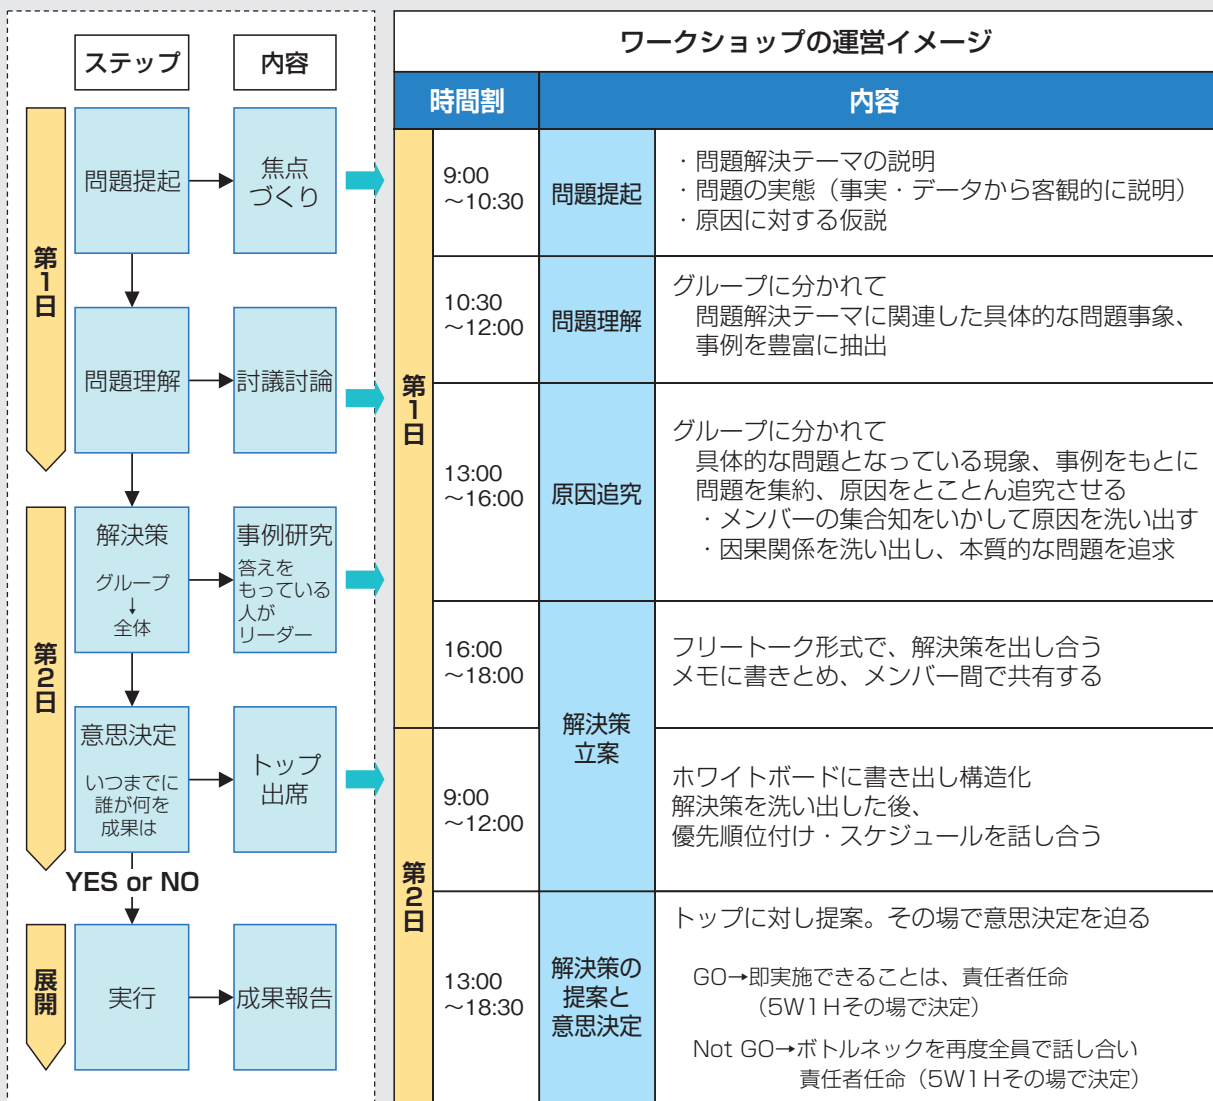 ステップ
内容
第1日
問題提起
焦点
づくり
問題理解
討議討論
第2日
解決策
グループ
↓
全体
事例研究
答えを
もっている
人が
リーダー
意思決定
いつまでに
誰が何を
成果は
トップ
出席
YES or NO
展開
実行
成果報告
ワークショップの運営イメージ
時間割
内容
第1日
9:00
～10:30
問題提起
・問題解決テーマの説明
・問題の実態（事実・データから客観的に説明）
・原因に対する仮説
10:30
～12:00
問題理解
グループに分かれて
問題解決テーマに関連した具体的な問題事象、
事例を豊富に抽出
13:00
～16:00
原因追究
グループに分かれて
具体的な問題となっている現象、事例をもとに
問題を集約、原因をとことん追究させる
・メンバーの集合知をいかして原因を洗い出す
・因果関係を洗い出し、本質的な問題を追求
16:00
～18:00
解決策
立案
フリートーク形式で、解決策を出し合う
メモに書きとめ、メンバー間で共有する
第2日
9:00
～12:00
ホワイトボードに書き出し構造化
解決策を洗い出した後、
優先順位付け・スケジュールを話し合う
13:00
～18:30
解決策の
提案と
意思決定
トップに対し提案。その場で意思決定を迫る
GO→即実施できることは、責任者任命
（5W1Hその場で決定）
Not GO→ボトルネックを再度全員で話し合い
責任者任命（5W1Hその場で決定）